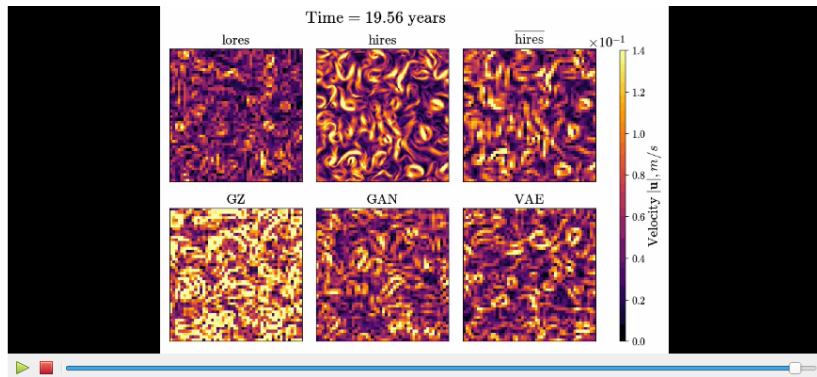 Time = 19.56 years
lores
hires
hires
×10⁻¹
1.4
1.2
1.0
0.8
0.6
0.4
0.2
0.0
Velocity |u|, m/s
GZ
GAN
VAE